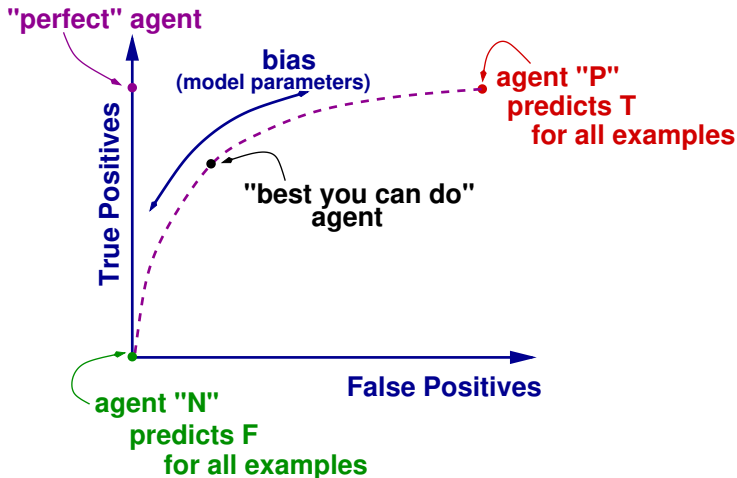 "perfect" agent
bias
(model parameters)
agent "P"
predicts T
for all examples
True Positives
"best you can do"
agent
False Positives
agent "N"
predicts F
for all examples